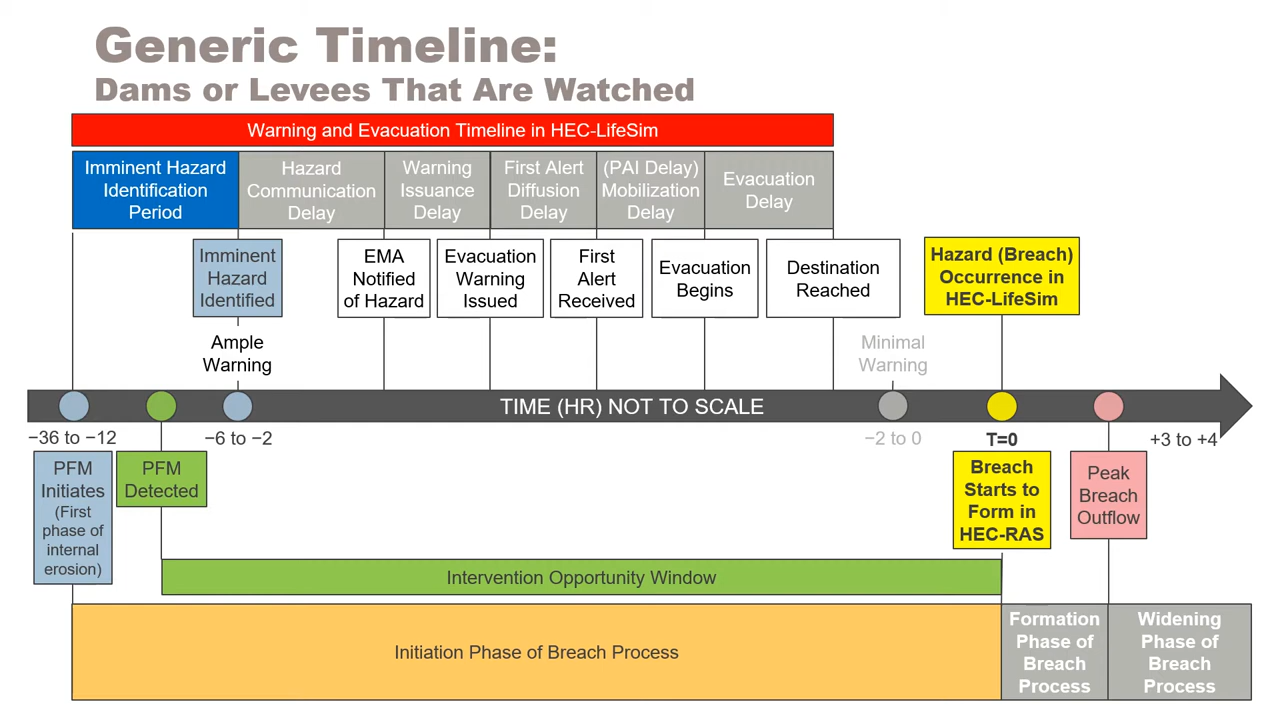 Generic Timeline:
Dams or Levees That Are Watched
Warning and Evacuation Timeline in HEC-LifeSim
Imminent Hazard
Identification
Period
Hazard
Communication
Delay
Warning
Issuance
Delay
First Alert
Diffusion
Delay
(PAI Delay)
Mobilization
Delay
Evacuation
Delay
Imminent
Hazard
Identified
EMA
Notified
of Hazard
Evacuation
Warning
Issued
First
Alert
Received
Evacuation
Begins
Destination
Reached
Hazard (Breach)
Occurrence in
HEC-LifeSim
Ample
Warning
Minimal
Warning
TIME (HR) NOT TO SCALE
−36 to −12
−6 to −2
−2 to 0
T=0
+3 to +4
PFM
Initiates
(First
phase of
internal
erosion)
PFM
Detected
Breach
Starts to
Form in
HEC-RAS
Peak
Breach
Outflow
Intervention Opportunity Window
Initiation Phase of Breach Process
Formation
Phase of
Breach
Process
Widening
Phase of
Breach
Process